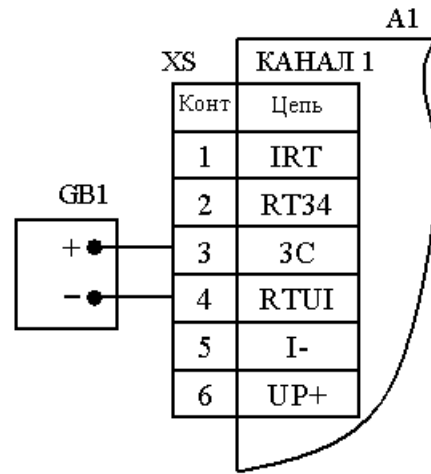 A1
XS КАНАЛ 1
Конт Цепь
1 IRT
GB1
2 RT34
+ 3 3C
− 4 RTUI
5 I-
6 UP+